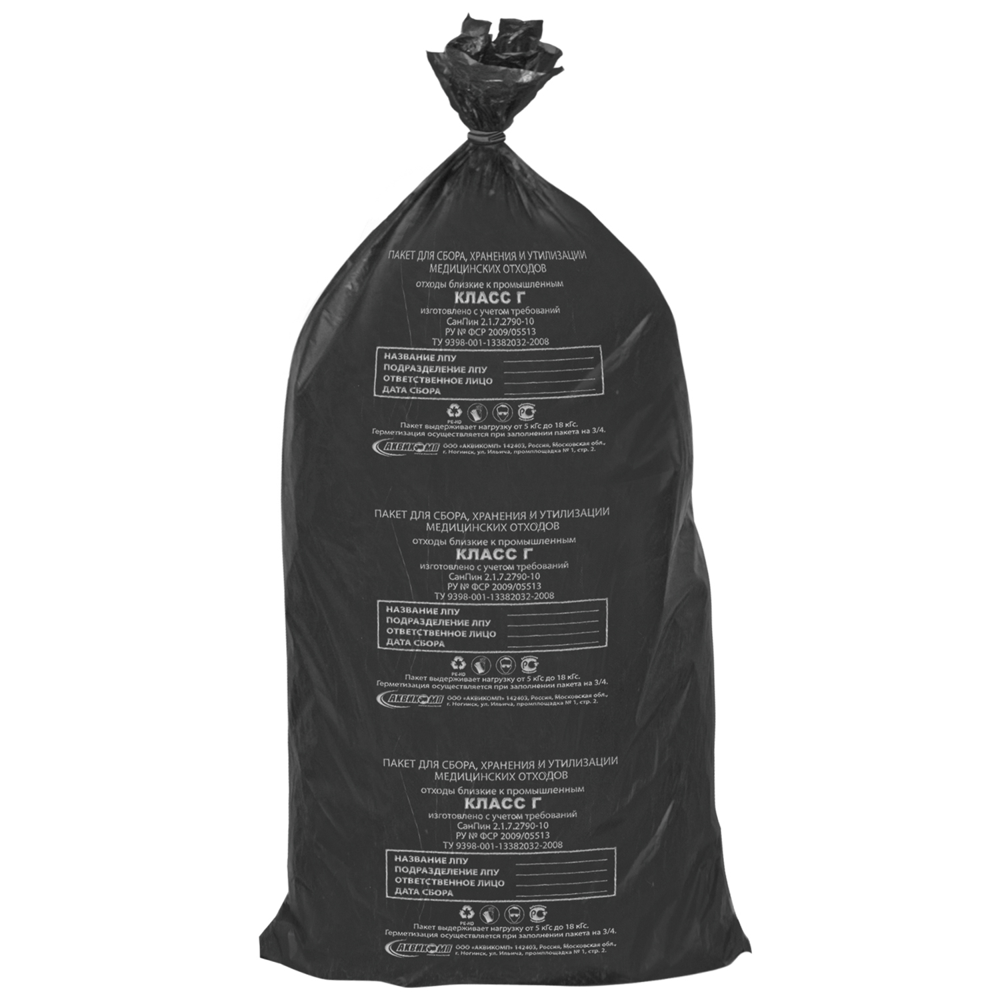 ПАКЕТ ДЛЯ СБОРА, ХРАНЕНИЯ И УТИЛИЗАЦИИ
МЕДИЦИНСКИХ ОТХОДОВ
отходы близкие к промышленным
КЛАСС Г
изготовлено с учетом требований
СанПин 2.1.7.2790-10
РУ № ФСР 2009/05513
ТУ 9398-001-13382032-2008
НАЗВАНИЕ ЛПУ
ПОДРАЗДЕЛЕНИЕ ЛПУ
ОТВЕТСТВЕННОЕ ЛИЦО
ДАТА СБОРА
PE-HD
Пакет выдерживает нагрузку от 5 кГс до 18 кГс.
Герметизация осуществляется при заполнении пакета на 3/4.
АКВИКОМП ООО «АКВИКОМП» 142403, Россия, Московская обл.,
г. Ногинск, ул. Ильича, промплощадка № 1, стр. 2.
ПАКЕТ ДЛЯ СБОРА, ХРАНЕНИЯ И УТИЛИЗАЦИИ
МЕДИЦИНСКИХ ОТХОДОВ
отходы близкие к промышленным
КЛАСС Г
изготовлено с учетом требований
СанПин 2.1.7.2790-10
РУ № ФСР 2009/05513
ТУ 9398-001-13382032-2008
НАЗВАНИЕ ЛПУ
ПОДРАЗДЕЛЕНИЕ ЛПУ
ОТВЕТСТВЕННОЕ ЛИЦО
ДАТА СБОРА
PE-HD
Пакет выдерживает нагрузку от 5 кГс до 18 кГс.
Герметизация осуществляется при заполнении пакета на 3/4.
АКВИКОМП ООО «АКВИКОМП» 142403, Россия, Московская обл.,
г. Ногинск, ул. Ильича, промплощадка № 1, стр. 2.
ПАКЕТ ДЛЯ СБОРА, ХРАНЕНИЯ И УТИЛИЗАЦИИ
МЕДИЦИНСКИХ ОТХОДОВ
отходы близкие к промышленным
КЛАСС Г
изготовлено с учетом требований
СанПин 2.1.7.2790-10
РУ № ФСР 2009/05513
ТУ 9398-001-13382032-2008
НАЗВАНИЕ ЛПУ
ПОДРАЗДЕЛЕНИЕ ЛПУ
ОТВЕТСТВЕННОЕ ЛИЦО
ДАТА СБОРА
PE-HD
Пакет выдерживает нагрузку от 5 кГс до 18 кГс.
Герметизация осуществляется при заполнении пакета на 3/4.
АКВИКОМП ООО «АКВИКОМП» 142403, Россия, Московская обл.,
г. Ногинск, ул. Ильича, промплощадка № 1, стр. 2.